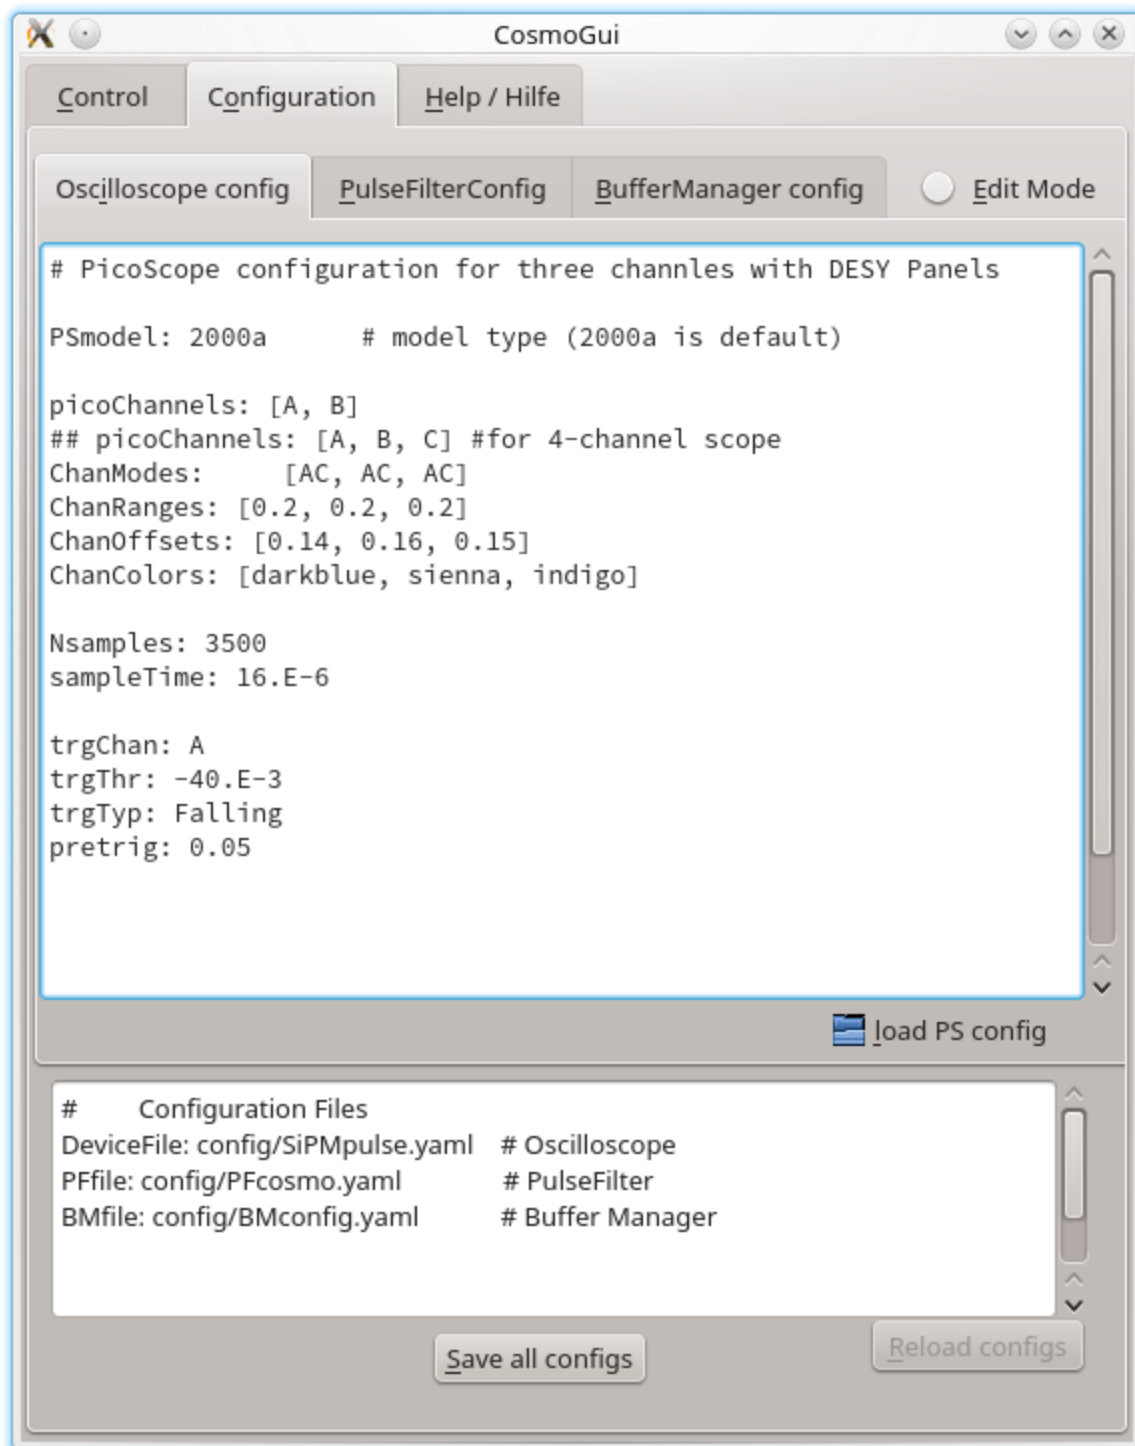 CosmoGui
Control Configuration Help / Hilfe
Oscilloscope config PulseFilterConfig BufferManager config Edit Mode
# PicoScope configuration for three channles with DESY Panels
PSmodel: 2000a      # model type (2000a is default)
picoChannels: [A, B]
## picoChannels: [A, B, C] #for 4-channel scope
ChanModes:     [AC, AC, AC]
ChanRanges: [0.2, 0.2, 0.2]
ChanOffsets: [0.14, 0.16, 0.15]
ChanColors: [darkblue, sienna, indigo]
Nsamples: 3500
sampleTime: 16.E-6
trgChan: A
trgThr: -40.E-3
trgTyp: Falling
pretrig: 0.05
load PS config
#       Configuration Files
DeviceFile: config/SiPMpulse.yaml   # Oscilloscope
PFfile: config/PFcosmo.yaml            # PulseFilter
BMfile: config/BMconfig.yaml          # Buffer Manager
Save all configs
Reload configs